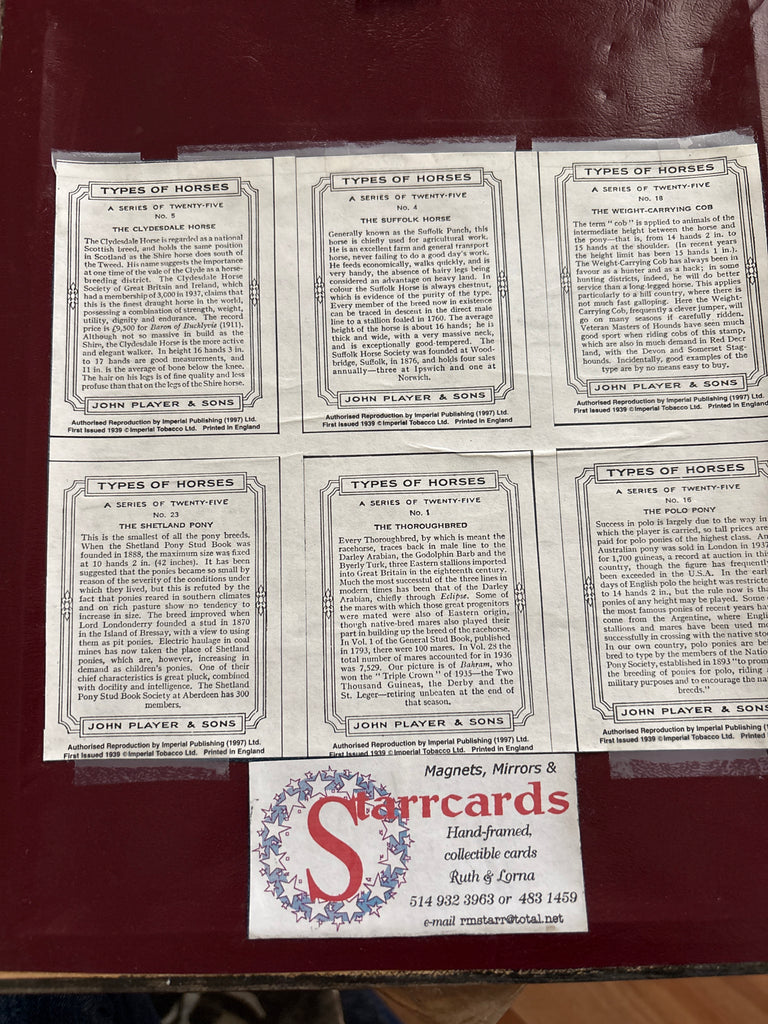 TYPES OF HORSES
A SERIES OF TWENTY-FIVE
No. 5
THE CLYDESDALE HORSE
The Clydesdale Horse is regarded as a national
Scottish breed, and holds the same position
in Scotland as the Shire horse does south of
the Tweed. His name suggests the importance
at one time of the vale of the Clyde as a horse-
breeding district. The Clydesdale Horse
Society of Great Britain and Ireland, which
had a membership of 3,000 in 1937, claims that
this is the finest draught horse in the world,
possessing a combination of strength, weight,
utility, dignity and endurance. The record
price is £9,500 for Baron of Buchlyvie (1911).
Although not so massive in build as the
Shire, the Clydesdale Horse is the more active
and elegant walker. In height 16 hands 3 in.
to 17 hands are good measurements, and
11 in. is the average of bone below the knee.
The hair on his legs is of fine quality and less
profuse than that on the legs of the Shire horse.
JOHN PLAYER & SONS
Authorised Reproduction by Imperial Publishing (1997) Ltd.
First Issued 1939 © Imperial Tobacco Ltd. Printed in England
TYPES OF HORSES
A SERIES OF TWENTY-FIVE
No. 4
THE SUFFOLK HORSE
Generally known as the Suffolk Punch, this
horse is chiefly used for agricultural work.
He is an excellent farm and general transport
horse, never failing to do a good day's work.
He feeds economically, walks quickly, and is
very handy, the absence of hairy legs being
considered an advantage on heavy land. In
colour the Suffolk Horse is always chestnut,
which is evidence of the purity of the type.
Every member of the breed now in existence
can be traced in descent in the direct male
line to a stallion foaled in 1760. The average
height of the horse is about 16 hands; he is
thick and wide, with a very massive neck,
and is exceptionally good-tempered. The
Suffolk Horse Society was founded at Wood-
bridge, Suffolk, in 1876, and holds four sales
annually—three at Ipswich and one at
Norwich.
JOHN PLAYER & SONS
Authorised Reproduction by Imperial Publishing (1997) Ltd.
First Issued 1939 © Imperial Tobacco Ltd. Printed in England
TYPES OF HORSES
A SERIES OF TWENTY-FIVE
No. 18
THE WEIGHT-CARRYING COB
The term " cob " is applied to animals of the
intermediate height between the horse and
the pony—that is, from 14 hands 2 in. to
15 hands at the shoulder. (In recent years
the height limit has been 15 hands 1 in.).
The Weight-Carrying Cob has always been in
favour as a hunter and as a hack; in some
hunting districts, indeed, he will do better
service than a long-legged horse. This applies
particularly to a hill country, where there is
not much fast galloping. Here the Weight-
Carrying Cob, frequently a clever jumper, will
go on many seasons if carefully ridden.
Veteran Masters of Hounds have seen much
good sport when riding cobs of this stamp,
which are also in much demand in Red Deer
land, with the Devon and Somerset Stag-
hounds. Incidentally, good examples of the
type are by no means easy to buy.
JOHN PLAYER & SONS
Authorised Reproduction by Imperial Publishing (1997) Ltd.
First Issued 1939 © Imperial Tobacco Ltd. Printed in England
TYPES OF HORSES
A SERIES OF TWENTY-FIVE
No. 23
THE SHETLAND PONY
This is the smallest of all the pony breeds.
When the Shetland Pony Stud Book was
founded in 1888, the maximum size was fixed
at 10 hands 2 in. (42 inches). It has been
suggested that the ponies became so small by
reason of the severity of the conditions under
which they lived, but this is refuted by the
fact that ponies reared in southern climates
and on rich pasture show no tendency to
increase in size. The breed improved when
Lord Londonderry founded a stud in 1870
in the Island of Bressay, with a view to using
them as pit ponies. Electric haulage in coal
mines has now taken the place of Shetland
ponies, which are, however, increasing in
demand as children's ponies. One of their
chief characteristics is great pluck, combined
with docility and intelligence. The Shetland
Pony Stud Book Society at Aberdeen has 300
members.
JOHN PLAYER & SONS
Authorised Reproduction by Imperial Publishing (1997) Ltd.
First Issued 1939 © Imperial Tobacco Ltd. Printed in England
TYPES OF HORSES
A SERIES OF TWENTY-FIVE
No. 1
THE THOROUGHBRED
Every Thoroughbred, by which is meant the
racehorse, traces back in male line to the
Darley Arabian, the Godolphin Barb and the
Byerly Turk, three Eastern stallions imported
into Great Britain in the eighteenth century.
Much the most successful of the three lines in
modern times has been that of the Darley
Arabian, chiefly through Eclipse. Some of
the mares with which those great progenitors
were mated were also of Eastern origin,
though native-bred mares also played their
part in building up the breed of the racehorse.
In Vol. 1 of the General Stud Book, published
in 1793, there were 100 mares. In Vol. 28 the
total number of mares accounted for in 1936
was 7,529. Our picture is of Bahram, who
won the " Triple Crown " of 1935—the Two
Thousand Guineas, the Derby and the
St. Leger—retiring unbeaten at the end of
that season.
JOHN PLAYER & SONS
Authorised Reproduction by Imperial Publishing (1997) Ltd.
First Issued 1939 © Imperial Tobacco Ltd. Printed in England
TYPES OF HORSES
A SERIES OF TWENTY-FIVE
No. 16
THE POLO PONY
Success in polo is largely due to the way in
which the player is carried, so tall prices are
paid for polo ponies of the highest class. An
Australian pony was sold in London in 1937
for 1,700 guineas, a record at auction in this
country, though the figure has frequently
been exceeded in the U.S.A. In the early
days of English polo the height was restricted
to 14 hands 2 in., but the rule now is that
ponies of any height may be played. Some of
the most famous ponies of recent years have
come from the Argentine, where English
stallions and mares have been used most
successfully in crossing with the native stock.
In our own country, polo ponies are be
bred to type by the members of the National
Pony Society, established in 1893 "to promote
the breeding of ponies for polo, riding and
military purposes and to encourage the native
breeds."
JOHN PLAYER & SONS
Authorised Reproduction by Imperial Publishing (1997) Ltd.
First Issued 1939 © Imperial Tobacco Ltd. Printed in England
Magnets, Mirrors &
Starrcards
Hand-framed,
collectible cards
Ruth & Lorna
514 932 3963 or 483 1459
e-mail rmstarr@total.net